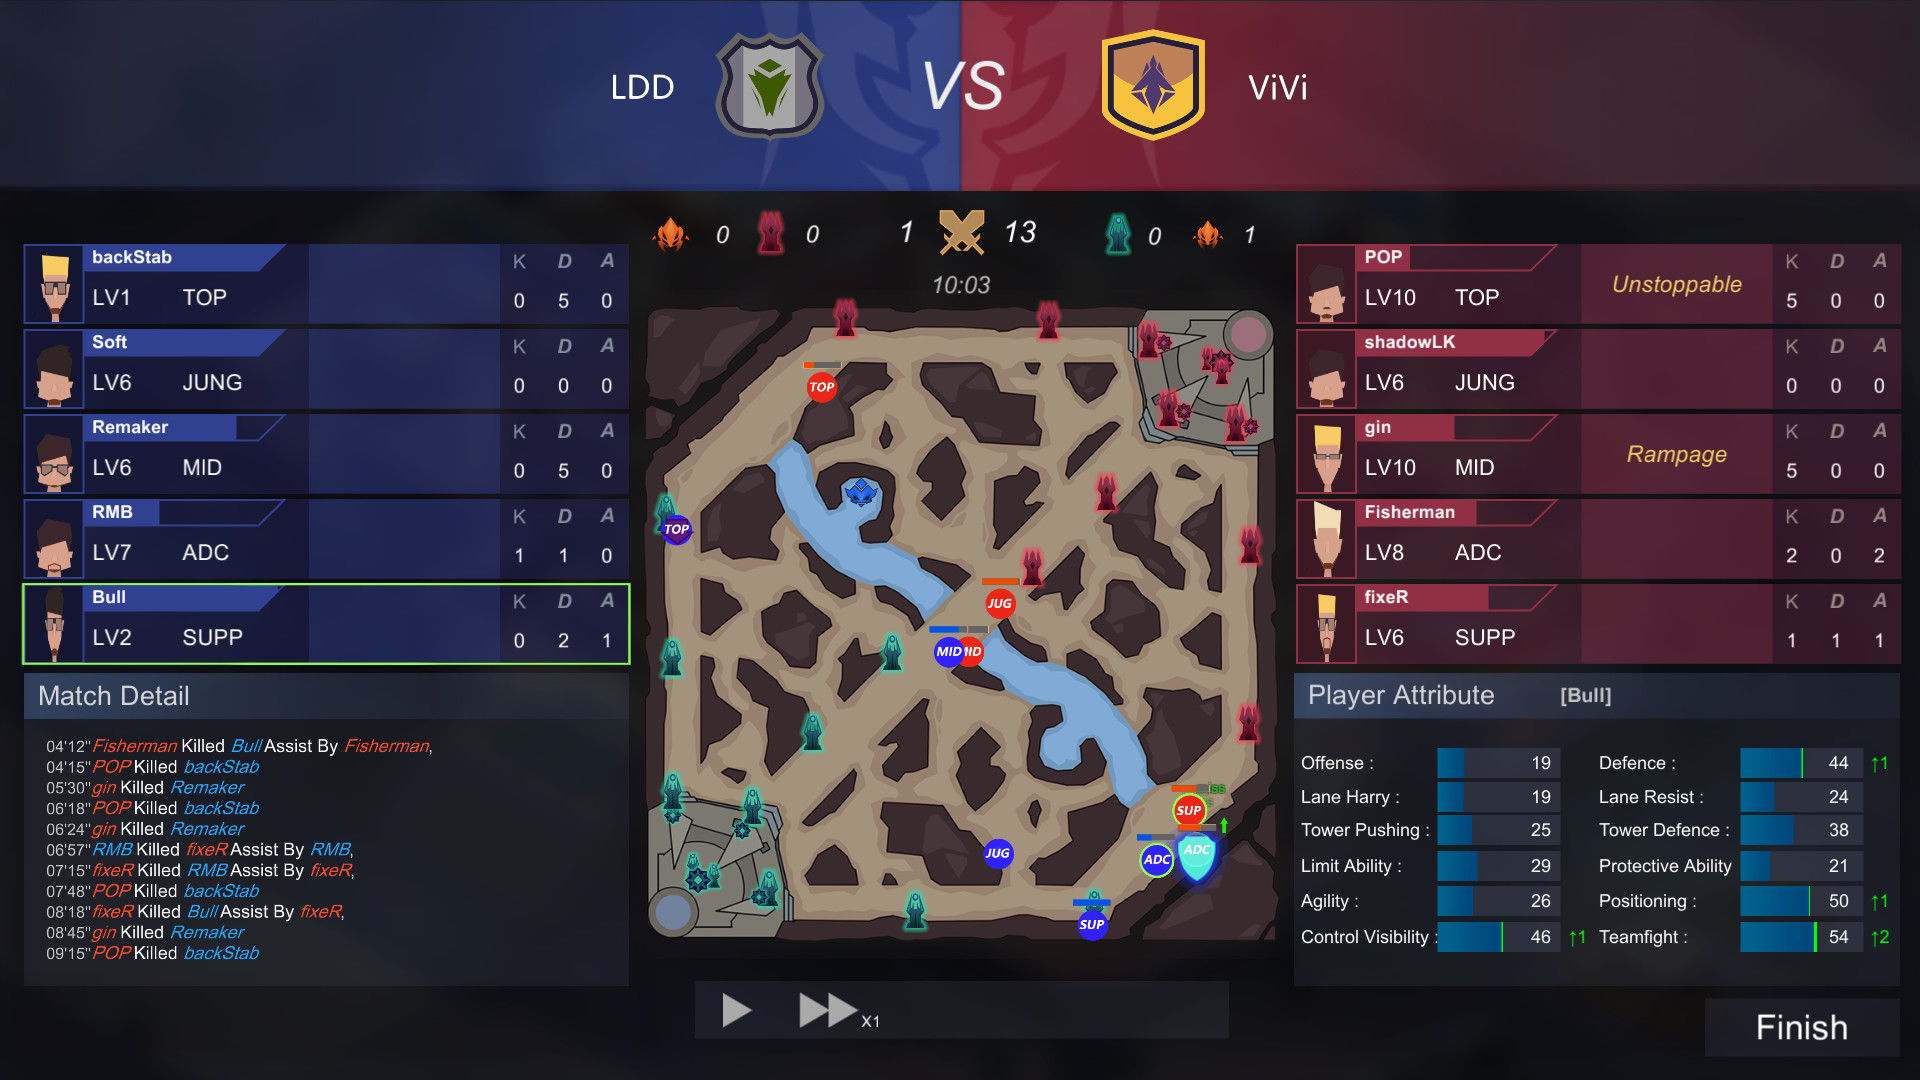 LDD VS ViVi
0 0 1 13 0 1
10:03
backStab K D A
LV1 TOP 0 5 0
Soft K D A
LV6 JUNG 0 0 0
Remaker K D A
LV6 MID 0 5 0
RMB K D A
LV7 ADC 1 1 0
Bull K D A
LV2 SUPP 0 2 1
Match Detail
04'12"Fisherman Killed Bull Assist By Fisherman,
04'15"POP Killed backStab
05'30"gin Killed Remaker
06'18"POP Killed backStab
06'24"gin Killed Remaker
06'57"RMB Killed fixeR Assist By RMB,
07'15"fixeR Killed RMB Assist By fixeR,
07'48"POP Killed backStab
08'18"fixeR Killed Bull Assist By fixeR,
08'45"gin Killed Remaker
09'15"POP Killed backStab
TOP
TOP
JUG
MID
SUP
ADC
ADC
JUG
SUP
X1
POP Unstoppable K D A
LV10 TOP 5 0 0
shadowLK K D A
LV6 JUNG 0 0 0
gin Rampage K D A
LV10 MID 5 0 0
Fisherman K D A
LV8 ADC 2 0 2
fixeR K D A
LV6 SUPP 1 1 1
Player Attribute [Bull]
Offense : 19 Defence : 44 ↑1
Lane Harry : 19 Lane Resist : 24
Tower Pushing : 25 Tower Defence : 38
Limit Ability : 29 Protective Ability 21
Agility : 26 Positioning : 50 ↑1
Control Visibility : 46 ↑1 Teamfight : 54 ↑2
Finish